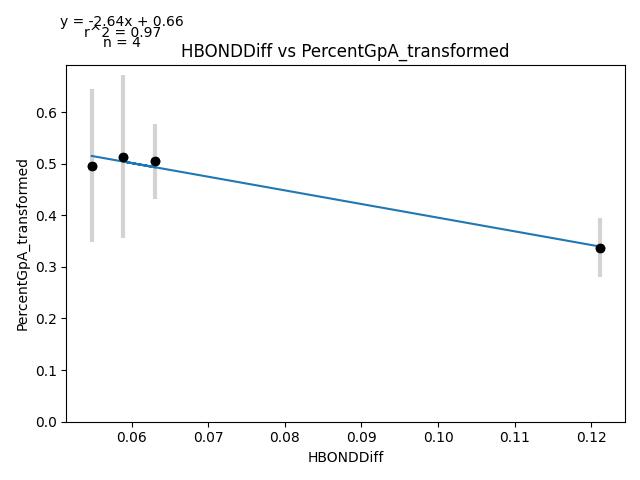 y = -2.64x + 0.66
r^2 = 0.97
n = 4
HBONDDiff vs PercentGpA_transformed
PercentGpA_transformed
0.6
0.5
0.4
0.3
0.2
0.1
0.0
0.06 0.07 0.08 0.09 0.10 0.11 0.12
HBONDDiff